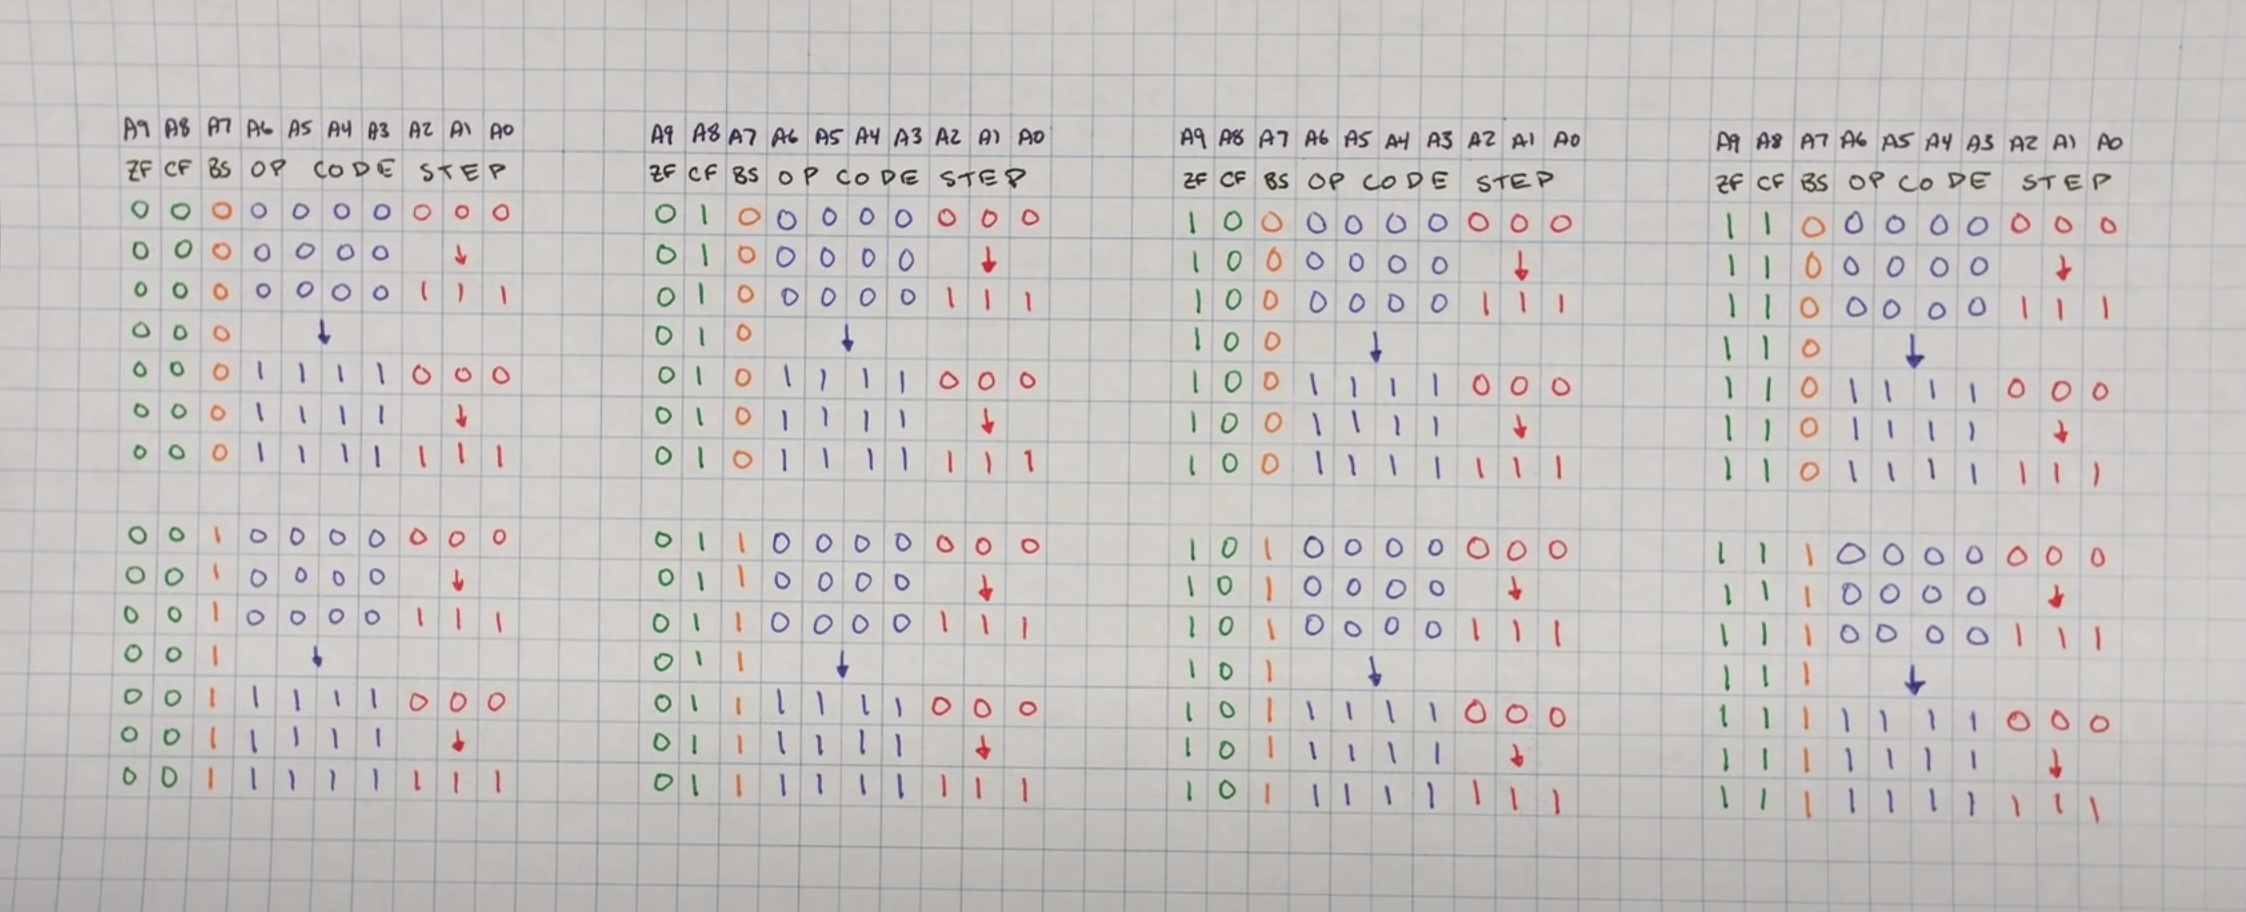 A9 A8 A7 A6 A5 A4 A3 A2 A1 A0
ZF CF BS OP CODE STEP
0 0 0 0 0 0 0 0 0 0
0 0 0 0 0 0 0 ↓
0 0 0 0 0 0 0 1 1 1
0 0 0 ↓
0 0 0 1 1 1 1 0 0 0
0 0 0 1 1 1 1 ↓
0 0 0 1 1 1 1 1 1 1
0 0 1 0 0 0 0 0 0 0
0 0 1 0 0 0 0 ↓
0 0 1 0 0 0 0 1 1 1
0 0 1 ↓
0 0 1 1 1 1 1 0 0 0
0 0 1 1 1 1 1 ↓
0 0 1 1 1 1 1 1 1 1
A9 A8 A7 A6 A5 A4 A3 A2 A1 A0
ZF CF BS OP CODE STEP
0 1 0 0 0 0 0 0 0 0
0 1 0 0 0 0 0 ↓
0 1 0 0 0 0 0 1 1 1
0 1 0 ↓
0 1 0 1 1 1 1 0 0 0
0 1 0 1 1 1 1 ↓
0 1 0 1 1 1 1 1 1 1
0 1 1 0 0 0 0 0 0 0
0 1 1 0 0 0 0 ↓
0 1 1 0 0 0 0 1 1 1
0 1 1 ↓
0 1 1 1 1 1 1 0 0 0
0 1 1 1 1 1 1 ↓
0 1 1 1 1 1 1 1 1 1
A9 A8 A7 A6 A5 A4 A3 A2 A1 A0
ZF CF BS OP CODE STEP
1 0 0 0 0 0 0 0 0 0
1 0 0 0 0 0 0 ↓
1 0 0 0 0 0 0 1 1 1
1 0 0 ↓
1 0 0 1 1 1 1 0 0 0
1 0 0 1 1 1 1 ↓
1 0 0 1 1 1 1 1 1 1
1 0 1 0 0 0 0 0 0 0
1 0 1 0 0 0 0 ↓
1 0 1 0 0 0 0 1 1 1
1 0 1 ↓
1 0 1 1 1 1 1 0 0 0
1 0 1 1 1 1 1 ↓
1 0 1 1 1 1 1 1 1 1
A9 A8 A7 A6 A5 A4 A3 A2 A1 A0
ZF CF BS OP CODE STEP
1 1 0 0 0 0 0 0 0 0
1 1 0 0 0 0 0 ↓
1 1 0 0 0 0 0 1 1 1
1 1 0 ↓
1 1 0 1 1 1 1 0 0 0
1 1 0 1 1 1 1 ↓
1 1 0 1 1 1 1 1 1 1
1 1 1 0 0 0 0 0 0 0
1 1 1 0 0 0 0 ↓
1 1 1 0 0 0 0 1 1 1
1 1 1 ↓
1 1 1 1 1 1 1 0 0 0
1 1 1 1 1 1 1 ↓
1 1 1 1 1 1 1 1 1 1